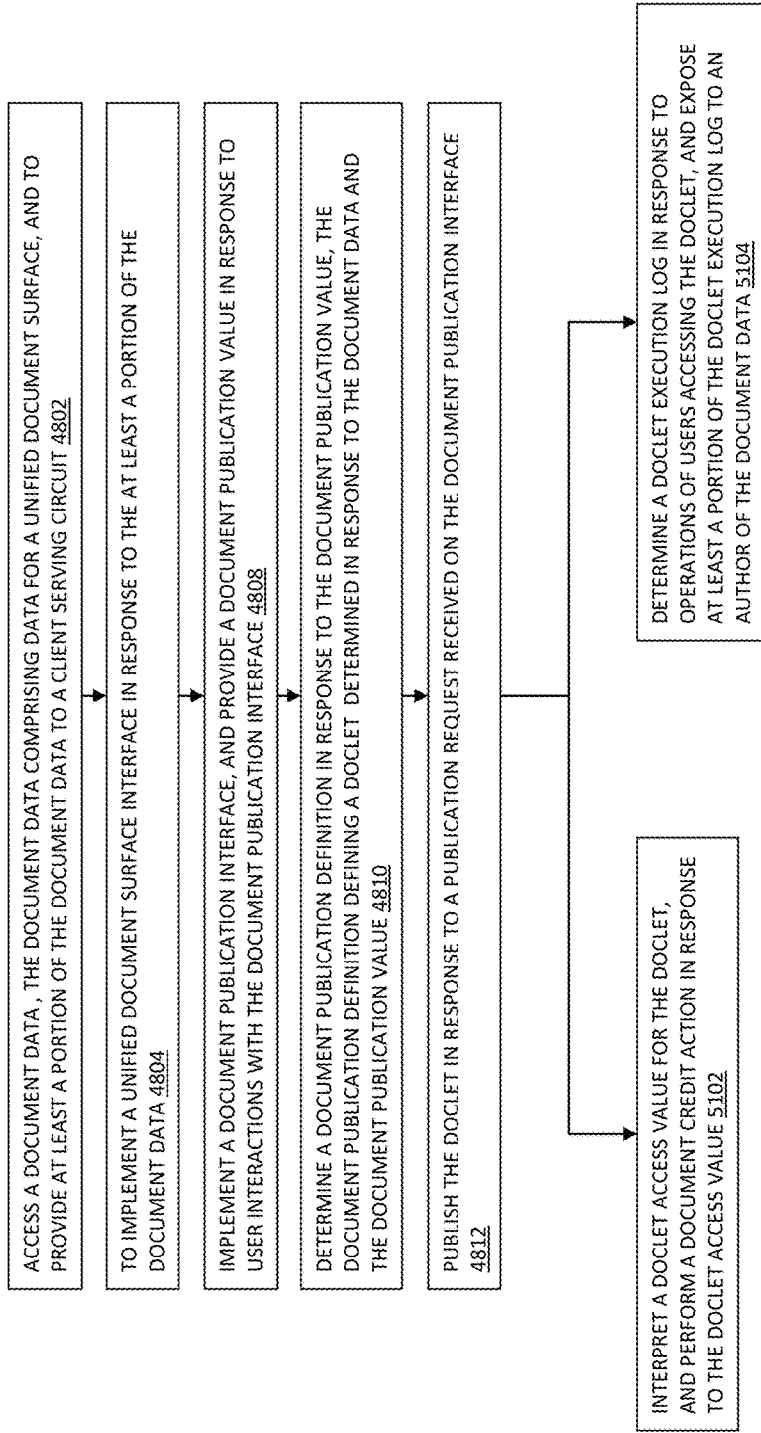 ACCESS A DOCUMENT DATA , THE DOCUMENT DATA COMPRISING DATA FOR A UNIFIED DOCUMENT SURFACE, AND TO
PROVIDE AT LEAST A PORTION OF THE DOCUMENT DATA TO A CLIENT SERVING CIRCUIT 4802
TO IMPLEMENT A UNIFIED DOCUMENT SURFACE INTERFACE IN RESPONSE TO THE AT LEAST A PORTION OF THE
DOCUMENT DATA 4804
IMPLEMENT A DOCUMENT PUBLICATION INTERFACE, AND PROVIDE A DOCUMENT PUBLICATION VALUE IN RESPONSE TO
USER INTERACTIONS WITH THE DOCUMENT PUBLICATION INTERFACE 4808
DETERMINE A DOCUMENT PUBLICATION DEFINITION IN RESPONSE TO THE DOCUMENT PUBLICATION VALUE, THE
DOCUMENT PUBLICATION DEFINITION DEFINING A DOCLET DETERMINED IN RESPONSE TO THE DOCUMENT DATA AND
THE DOCUMENT PUBLICATION VALUE 4810
PUBLISH THE DOCLET IN RESPONSE TO A PUBLICATION REQUEST RECEIVED ON THE DOCUMENT PUBLICATION INTERFACE
4812
INTERPRET A DOCLET ACCESS VALUE FOR THE DOCLET,
AND PERFORM A DOCUMENT CREDIT ACTION IN RESPONSE
TO THE DOCLET ACCESS VALUE 5102
DETERMINE A DOCLET EXECUTION LOG IN RESPONSE TO
OPERATIONS OF USERS ACCESSING THE DOCLET, AND EXPOSE
AT LEAST A PORTION OF THE DOCLET EXECUTION LOG TO AN
AUTHOR OF THE DOCUMENT DATA 5104